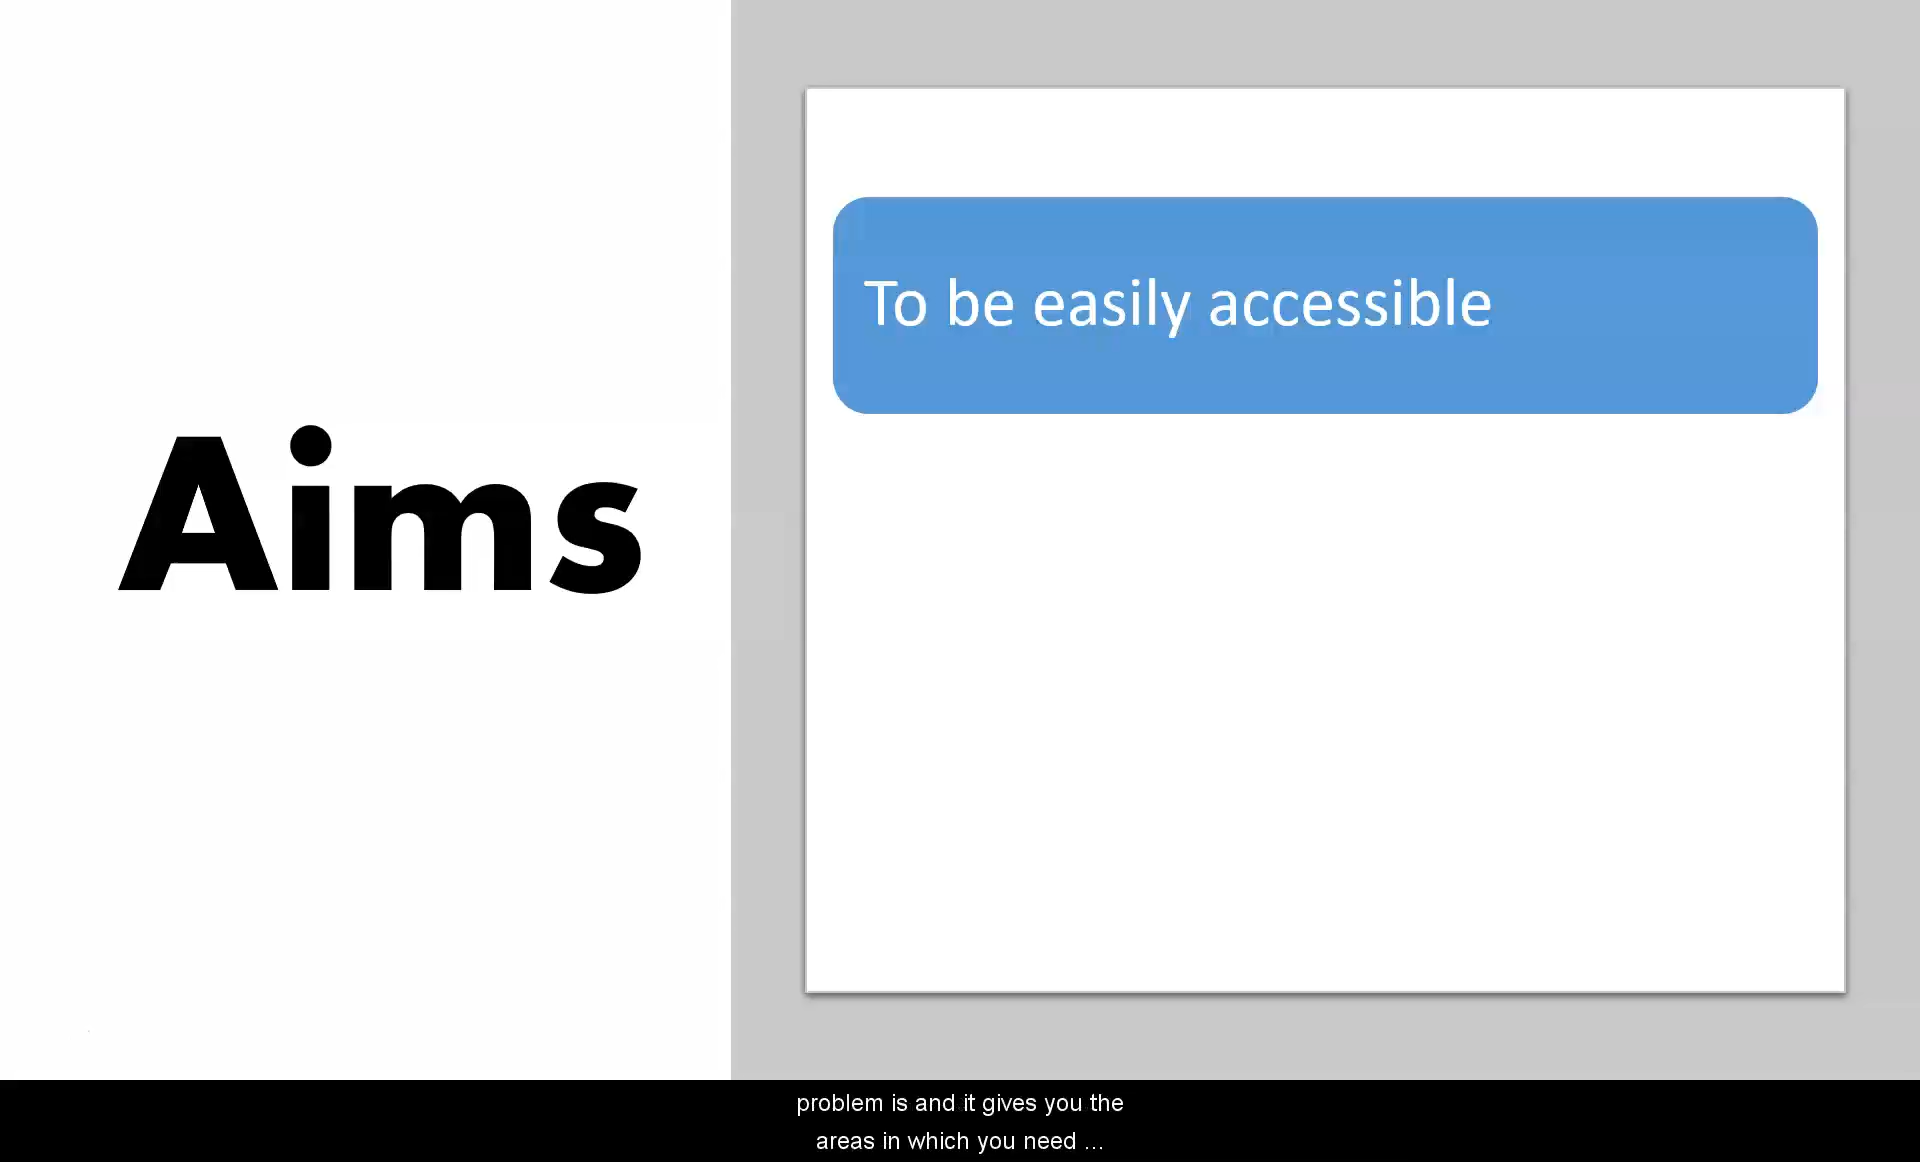 Aims
To be easily accessible
problem is and it gives you the
areas in which you need ...